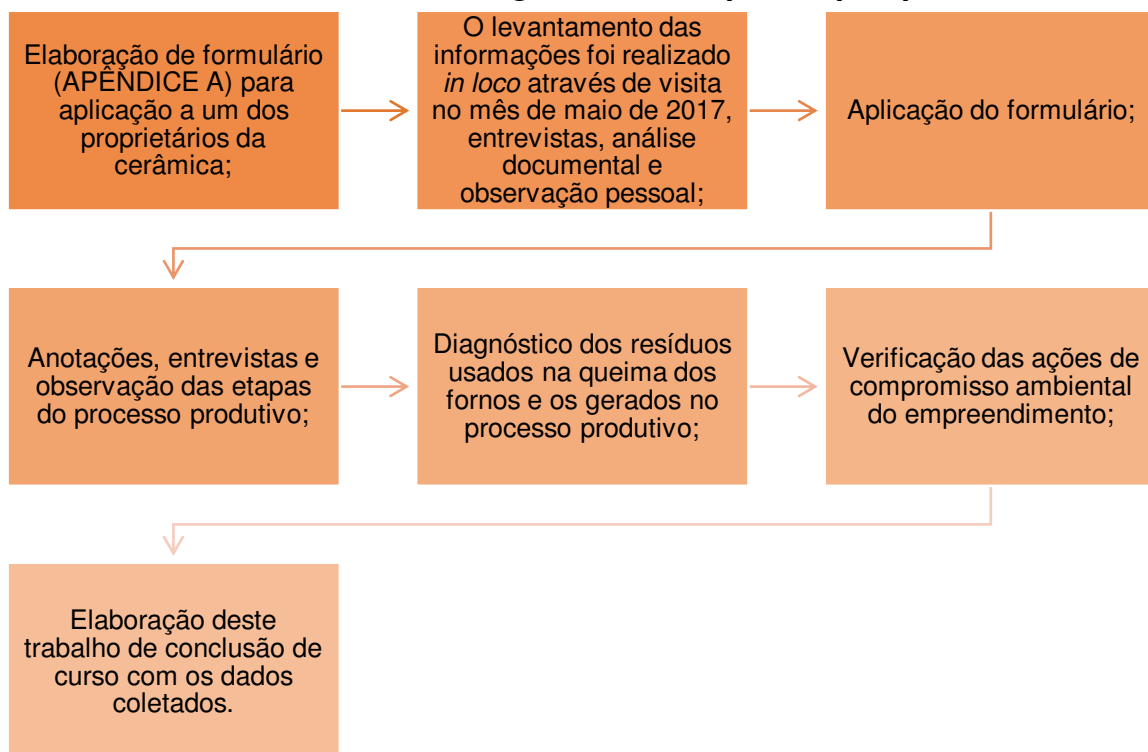 Elaboração de formulário
(APÊNDICE A) para
aplicação a um dos
proprietários da
cerâmica;
O levantamento das
informações foi realizado
in loco através de visita
no mês de maio de 2017,
entrevistas, análise
documental e
observação pessoal;
Aplicação do formulário;
Anotações, entrevistas e
observação das etapas
do processo produtivo;
Diagnóstico dos resíduos
usados na queima dos
fornos e os gerados no
processo produtivo;
Verificação das ações de
compromisso ambiental
do empreendimento;
Elaboração deste
trabalho de conclusão de
curso com os dados
coletados.